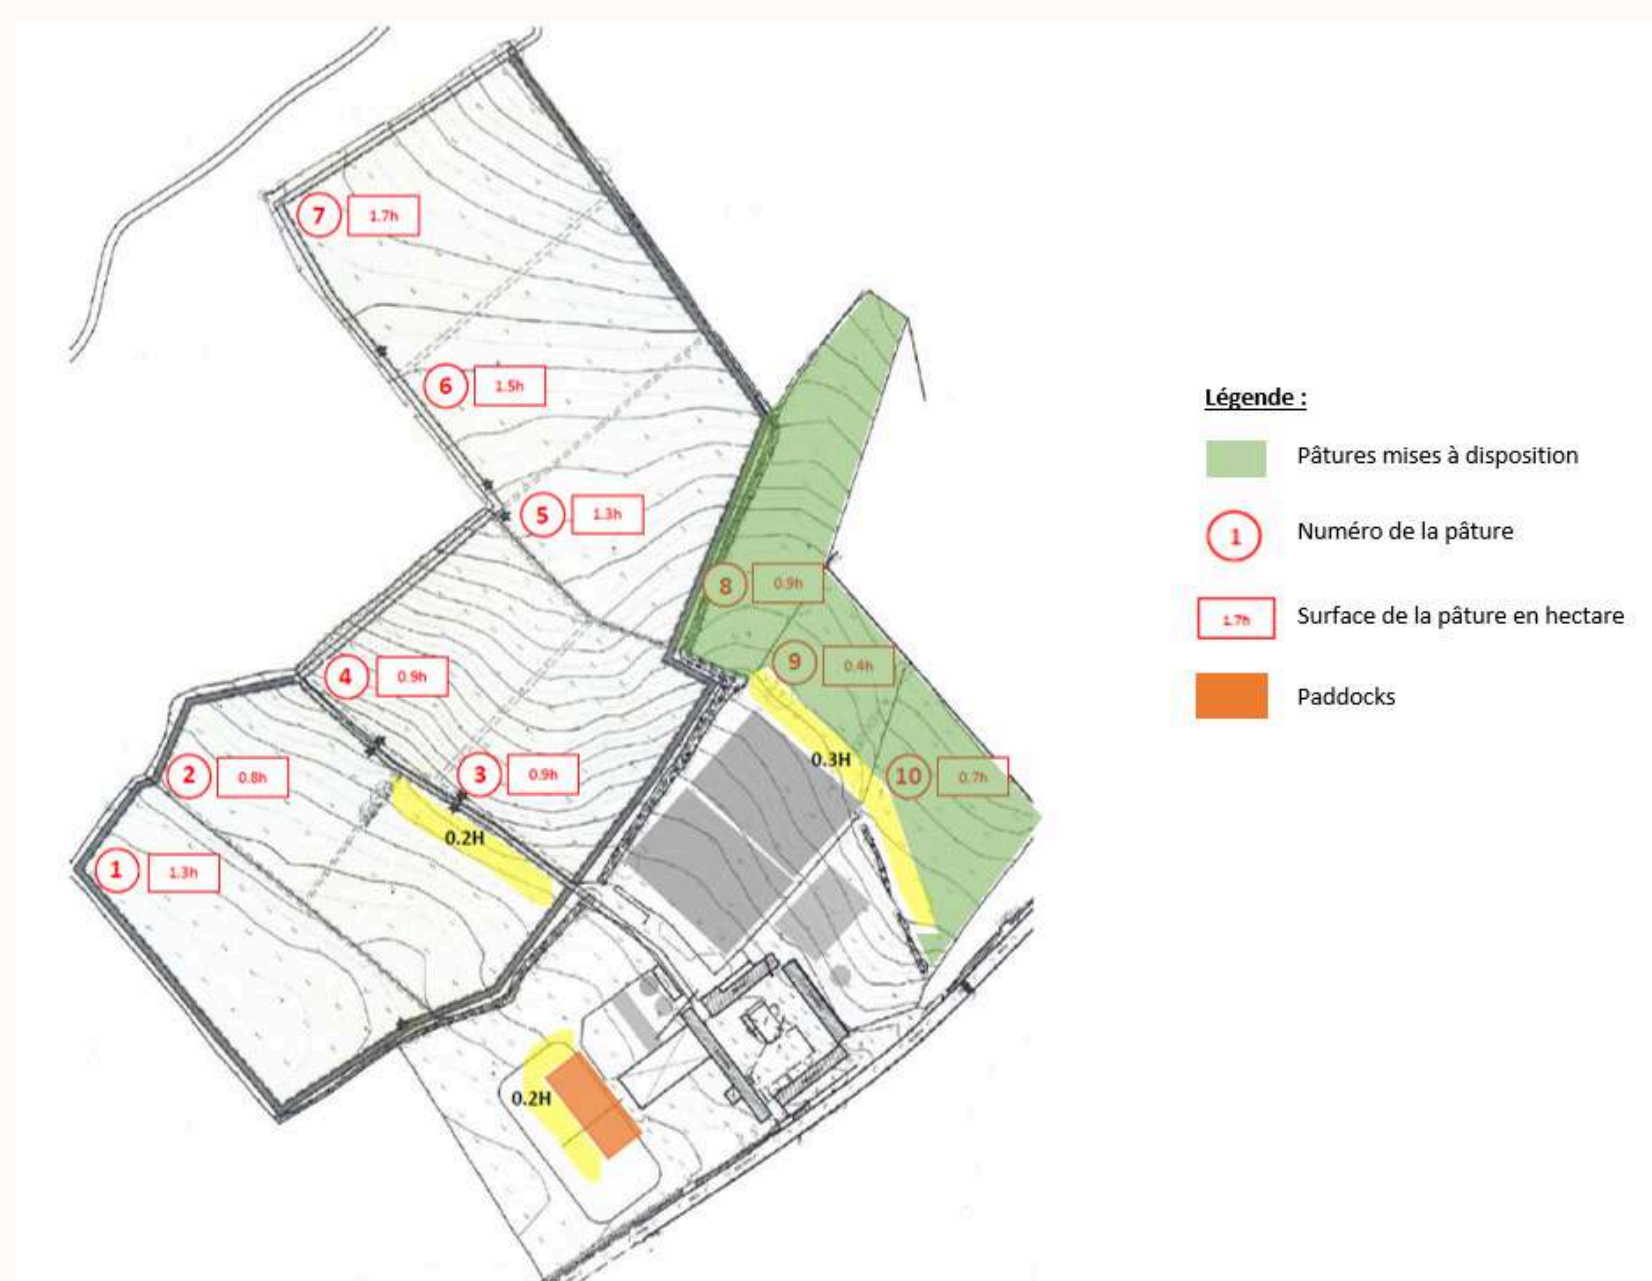 7 1.7h
6 1.5h
5 1.3h
8 0.9h
9 0.4h
4 0.9h
0.3H
10 0.7h
2 0.8h
3 0.9h
0.2H
1 1.3h
0.2H
Légende :
Pâtures mises à disposition
1 Numéro de la pâture
1.7h Surface de la pâture en hectare
Paddocks